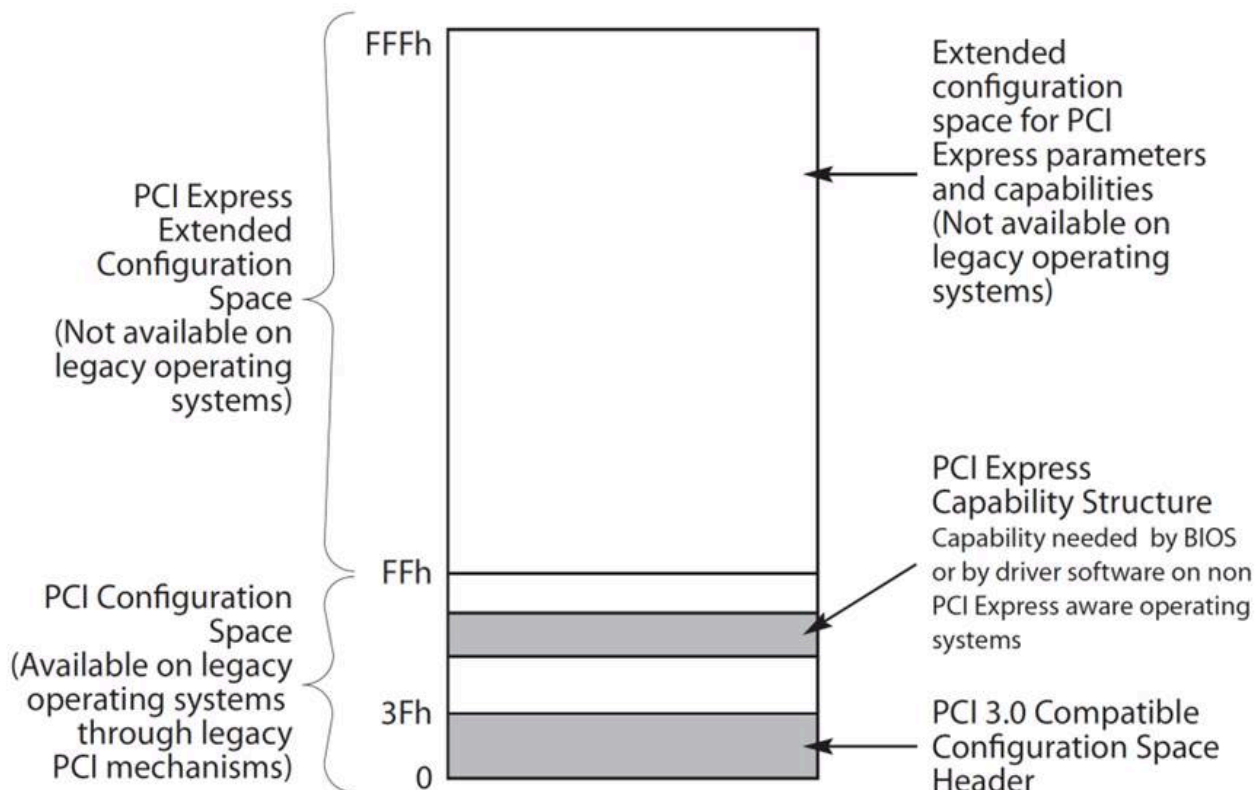 FFFh
PCI Express
Extended
Configuration
Space
(Not available on
legacy operating
systems)
Extended
configuration
space for PCI
Express parameters
and capabilities
(Not available on
legacy operating
systems)
FFh
PCI Configuration
Space
(Available on legacy
operating systems
through legacy
PCI mechanisms)
PCI Express
Capability Structure
Capability needed by BIOS
or by driver software on non
PCI Express aware operating
systems
3Fh
0
PCI 3.0 Compatible
Configuration Space
Header